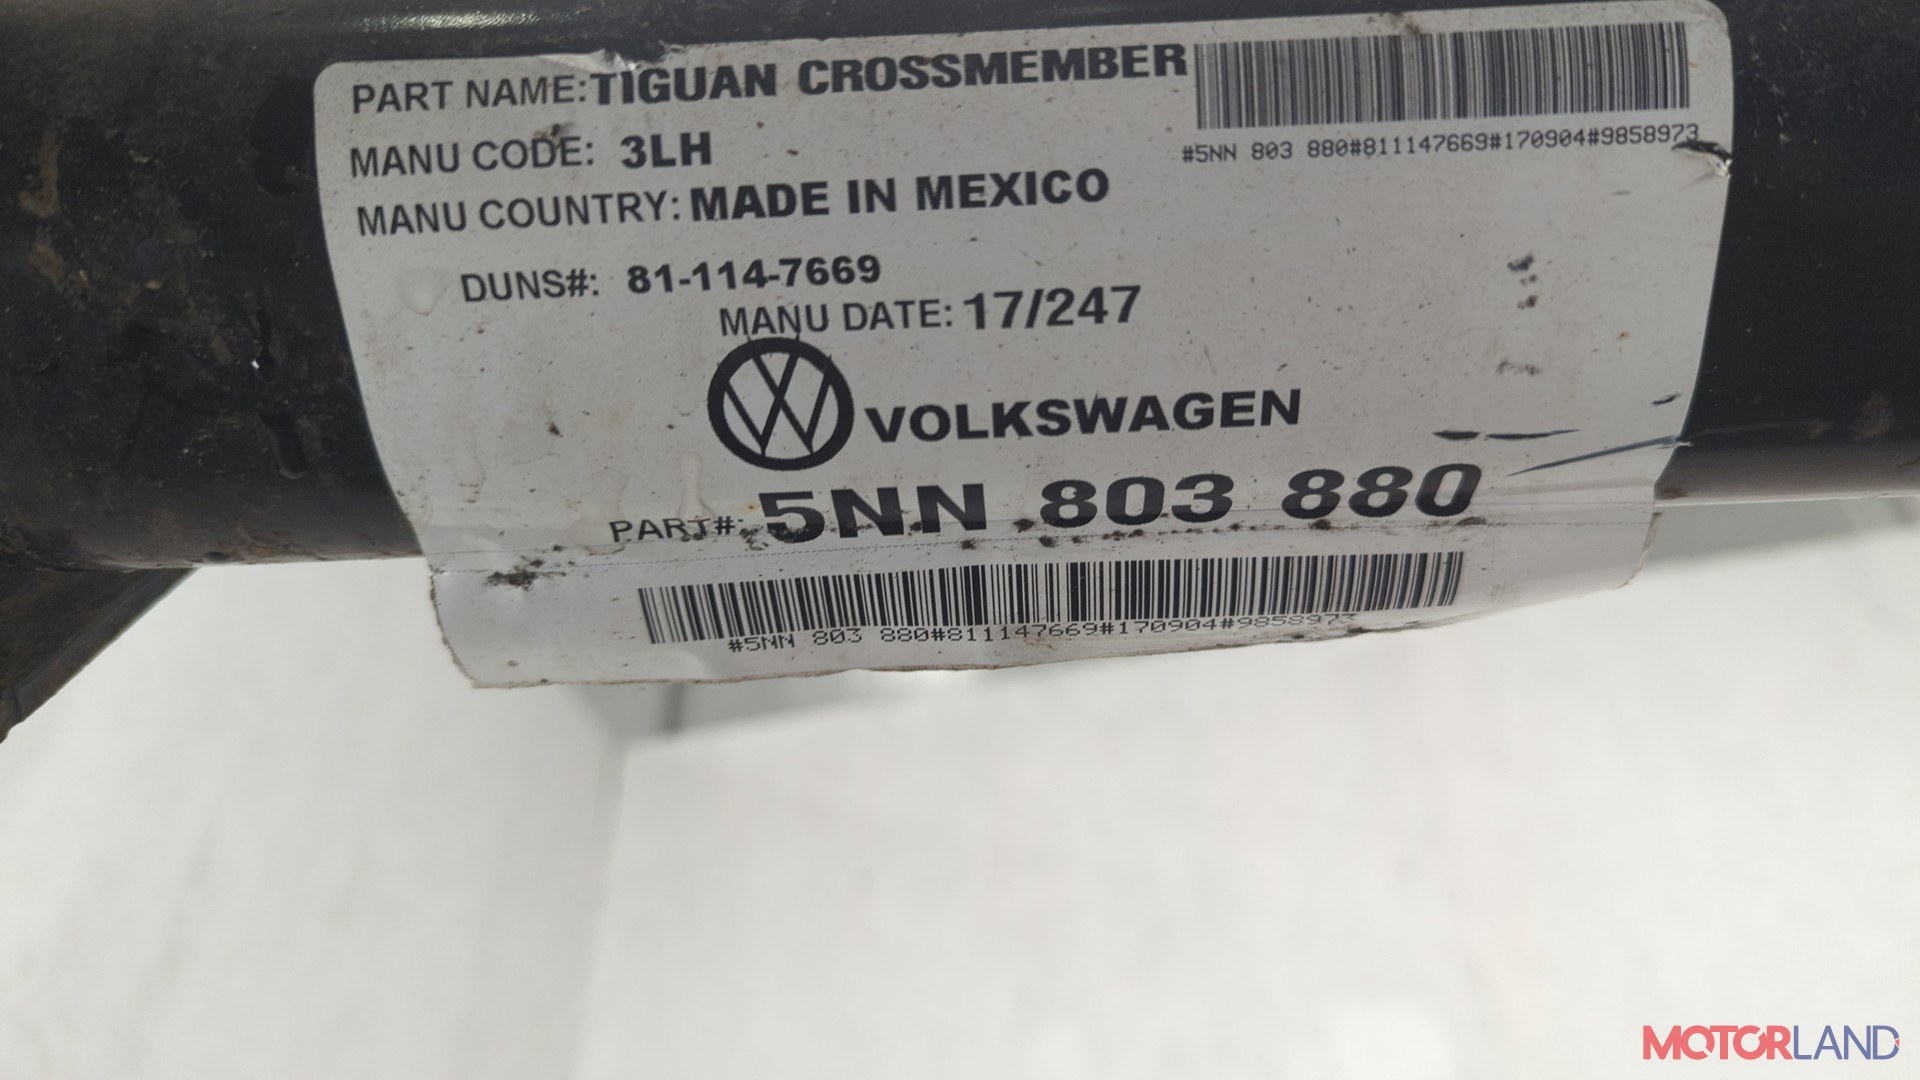 PART NAME: TIGUAN CROSSMEMBER
#5NN 803 880#811147669#170904#9858973
MANU CODE: 3LH
MANU COUNTRY: MADE IN MEXICO
DUNS#: 81-114-7669
MANU DATE: 17/247
VOLKSWAGEN
PART#: 5NN 803 880
#5NN 803 880#811147669#170904#9858973
MOTORLAND